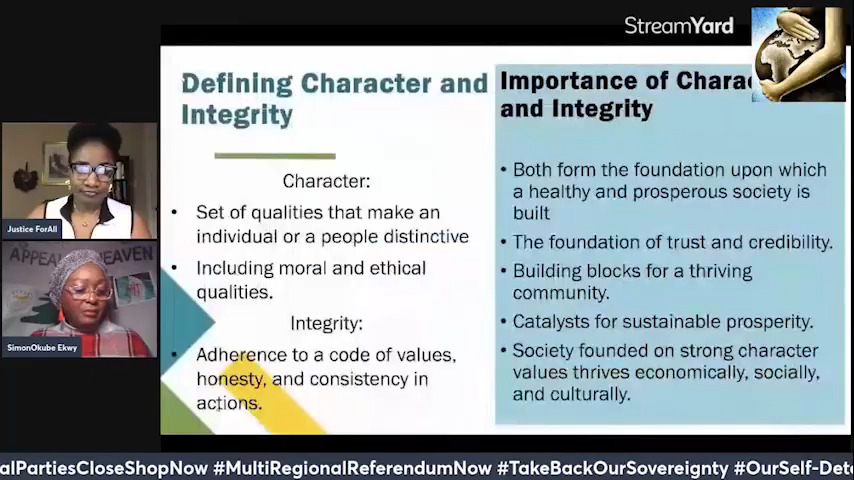 StreamYard
Defining Character and
Integrity
Character:
• Set of qualities that make an
individual or a people distinctive
• Including moral and ethical
qualities.
Integrity:
• Adherence to a code of values,
honesty, and consistency in
actions.
Importance of Charac
and Integrity
• Both form the foundation upon which
a healthy and prosperous society is
built
• The foundation of trust and credibility.
• Building blocks for a thriving
community.
• Catalysts for sustainable prosperity.
• Society founded on strong character
values thrives economically, socially,
and culturally.
Justice ForAll
SimonOkube Ekwy
alPartiesCloseShopNow #MultiRegionalReferendumNow #TakeBackOurSovereignty #OurSelf-Dete